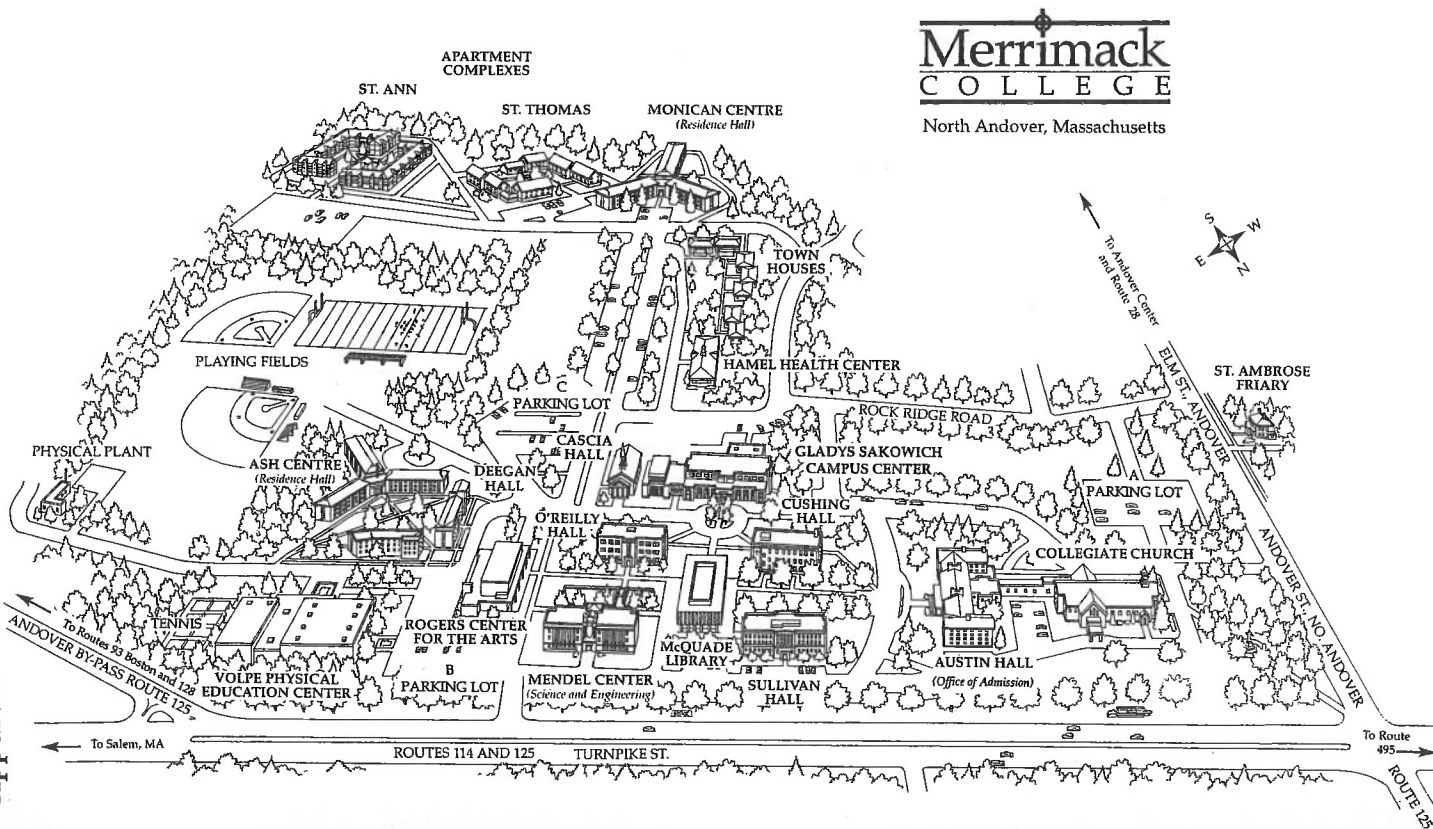 Merrimack
COLLEGE
North Andover, Massachusetts
APARTMENT
COMPLEXES
ST. ANN
ST. THOMAS
MONICAN CENTRE
(Residence Hall)
S
W
E
N
To Andover Center
and Route 28
TOWN
HOUSES
PLAYING FIELDS
HAMEL HEALTH CENTER
ST. AMBROSE
FRIARY
ELM ST., ANDOVER
C
PARKING LOT
ROCK RIDGE ROAD
PHYSICAL PLANT
ASH CENTRE
(Residence Hall)
DEEGAN
HALL
CASCIA
HALL
GLADYS SAKOWICH
CAMPUS CENTER
A
PARKING LOT
O'REILLY
HALL
CUSHING
HALL
COLLEGIATE CHURCH
ANDOVER ST., NO. ANDOVER
TENNIS
To Routes 93 Boston and 128
ANDOVER BY-PASS ROUTE 125
ROGERS CENTER
FOR THE ARTS
McQUADE
LIBRARY
AUSTIN HALL
(Office of Admission)
VOLPE PHYSICAL
EDUCATION CENTER
B
PARKING LOT
MENDEL CENTER
(Science and Engineering)
SULLIVAN
HALL
To Salem, MA
ROUTES 114 AND 125
TURNPIKE ST.
To Route
495
ROUTE 125